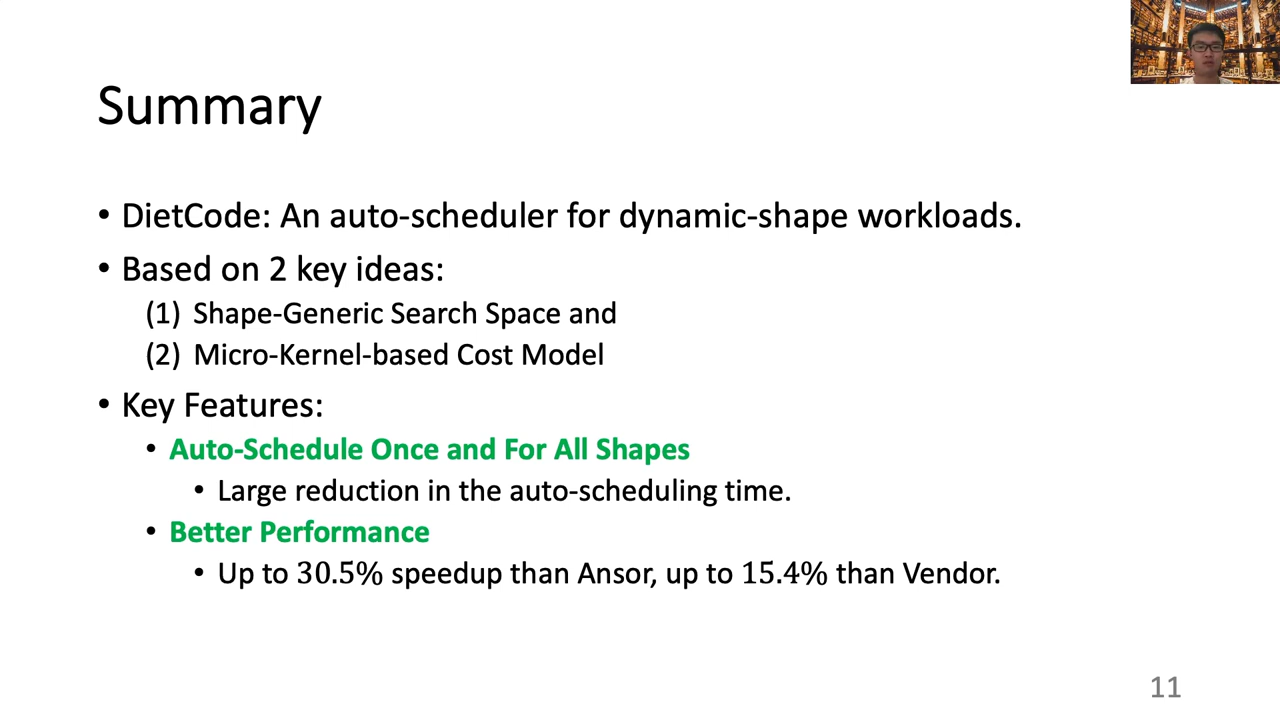 Summary
• DietCode: An auto-scheduler for dynamic-shape workloads.
• Based on 2 key ideas:
(1) Shape-Generic Search Space and
(2) Micro-Kernel-based Cost Model
• Key Features:
• Auto-Schedule Once and For All Shapes
• Large reduction in the auto-scheduling time.
• Better Performance
• Up to 30.5% speedup than Ansor, up to 15.4% than Vendor.
11